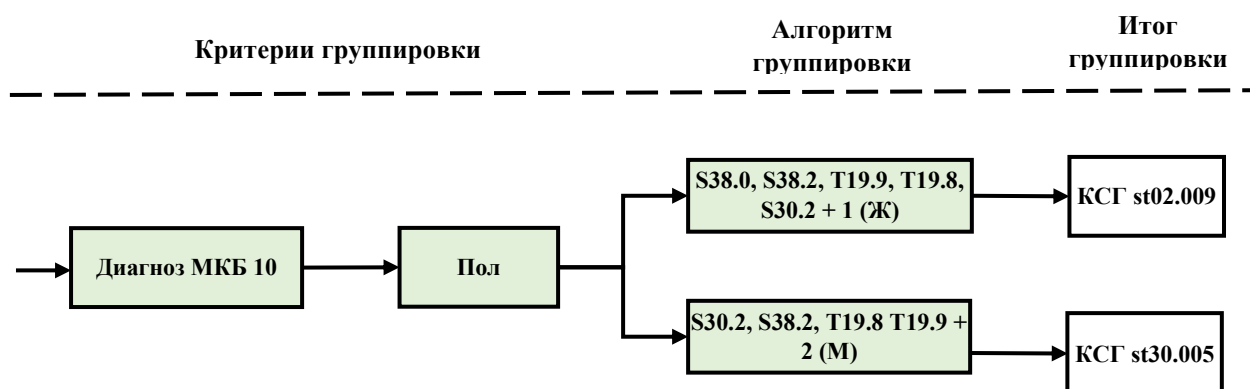 Критерии группировки
Алгоритм
группировки
Итог
группировки
S38.0, S38.2, T19.9, T19.8,
S30.2 + 1 (Ж)
КСГ st02.009
Диагноз МКБ 10
Пол
S30.2, S38.2, T19.8 T19.9 +
2 (М)
КСГ st30.005